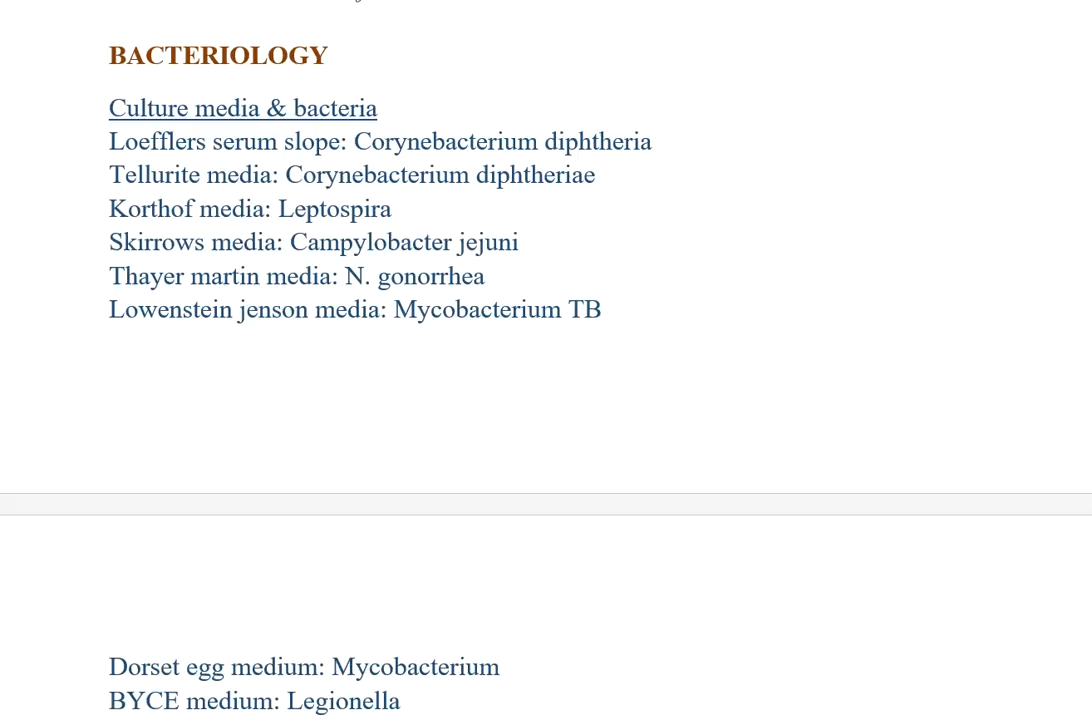 BACTERIOLOGY
Culture media & bacteria
Loefflers serum slope: Corynebacterium diphtheria
Tellurite media: Corynebacterium diphtheriae
Korthof media: Leptospira
Skirrows media: Campylobacter jejuni
Thayer martin media: N. gonorrhea
Lowenstein jenson media: Mycobacterium TB
Dorset egg medium: Mycobacterium
BYCE medium: Legionella